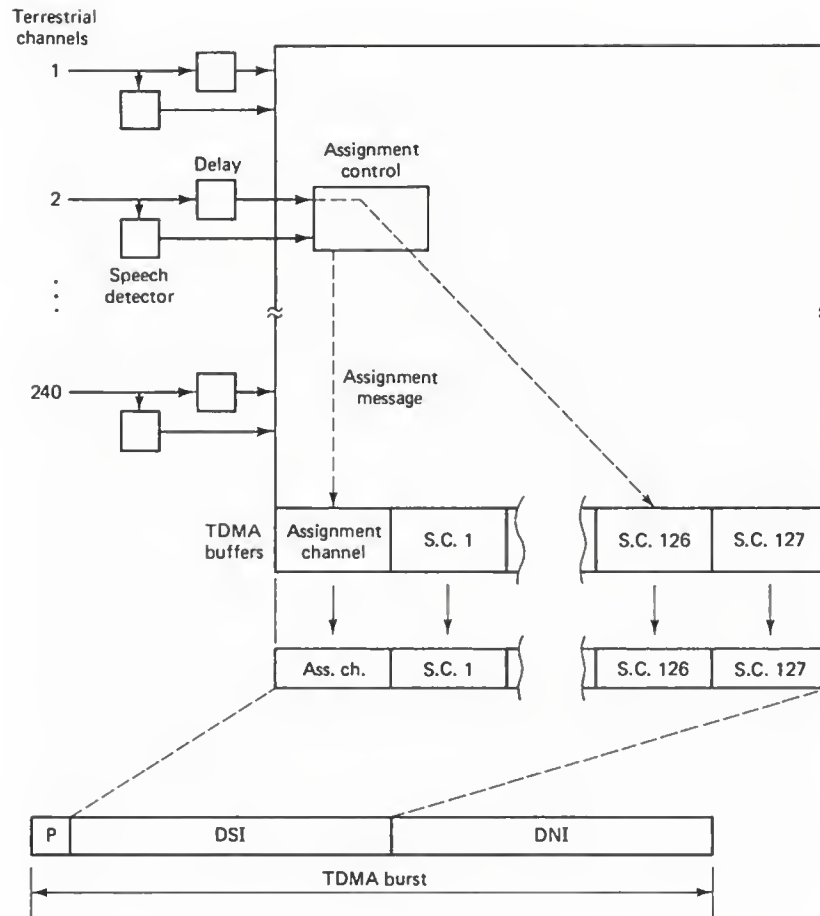 Terrestrial
channels
1
Delay
Assignment
control
2
Speech
detector
240
Assignment
message
TDMA
buffers
Assignment
channel
S.C. 1
S.C. 126
S.C. 127
Ass. ch.
S.C. 1
S.C. 126
S.C. 127
P
DSI
DNI
TDMA burst